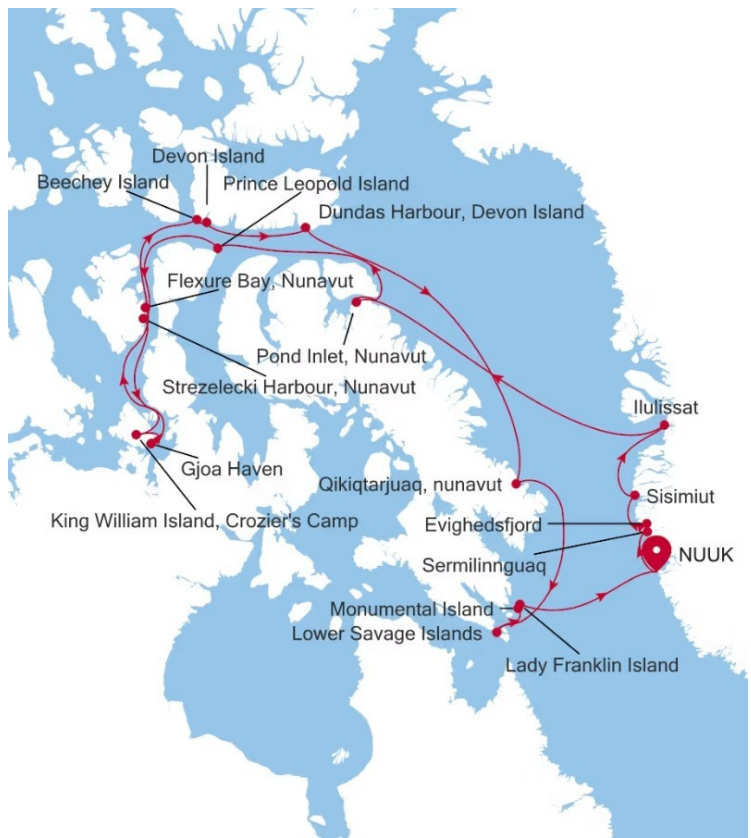 Devon Island
Beechey Island
Prince Leopold Island
Dundas Harbour, Devon Island
Flexure Bay, Nunavut
Pond Inlet, Nunavut
Strezelecki Harbour, Nunavut
Ilulissat
Gjoa Haven
Qikiqtarjuaq, nunavut
Sisimiut
King William Island, Crozier's Camp
Evighedsfjord
Sermilinnguaq
NUUK
Monumental Island
Lower Savage Islands
Lady Franklin Island